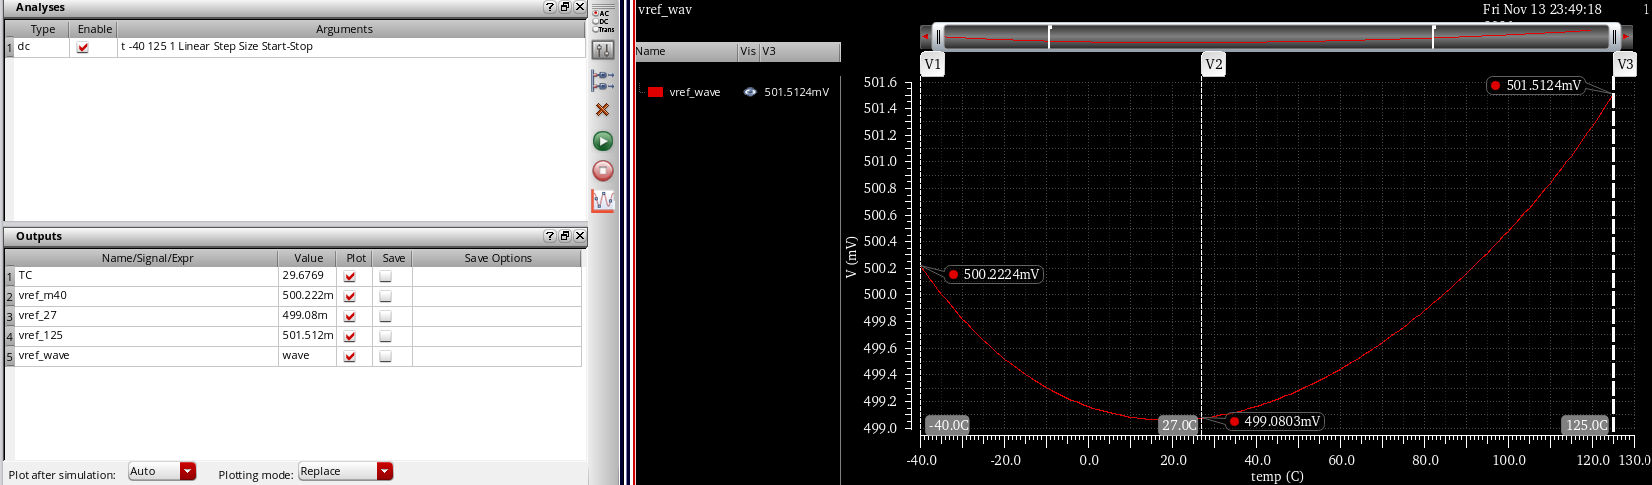 Analyses
Type Enable Arguments
1 dc t -40 125 1 Linear Step Size Start-Stop
AC
DC
Trans
Outputs
Name/Signal/Expr Value Plot Save Save Options
1 TC 29.6769
2 vref_m40 500.222m
3 vref_27 499.08m
4 vref_125 501.512m
5 vref_wave wave
Plot after simulation: Auto Plotting mode: Replace
vref_wav
Fri Nov 13 23:49:18 1
Name Vis V3
vref_wave 501.5124mV
V1 V2 V3
501.6
501.4
501.2
501.0
500.8
500.6
500.4
500.2
500.0
499.8
499.6
499.4
499.2
499.0
V (mV)
501.5124mV
500.2224mV
499.0803mV
-40.0C 27.0C 125.0C
-40.0 -20.0 0.0 20.0 40.0 60.0 80.0 100.0 120.0 130.0
temp (C)